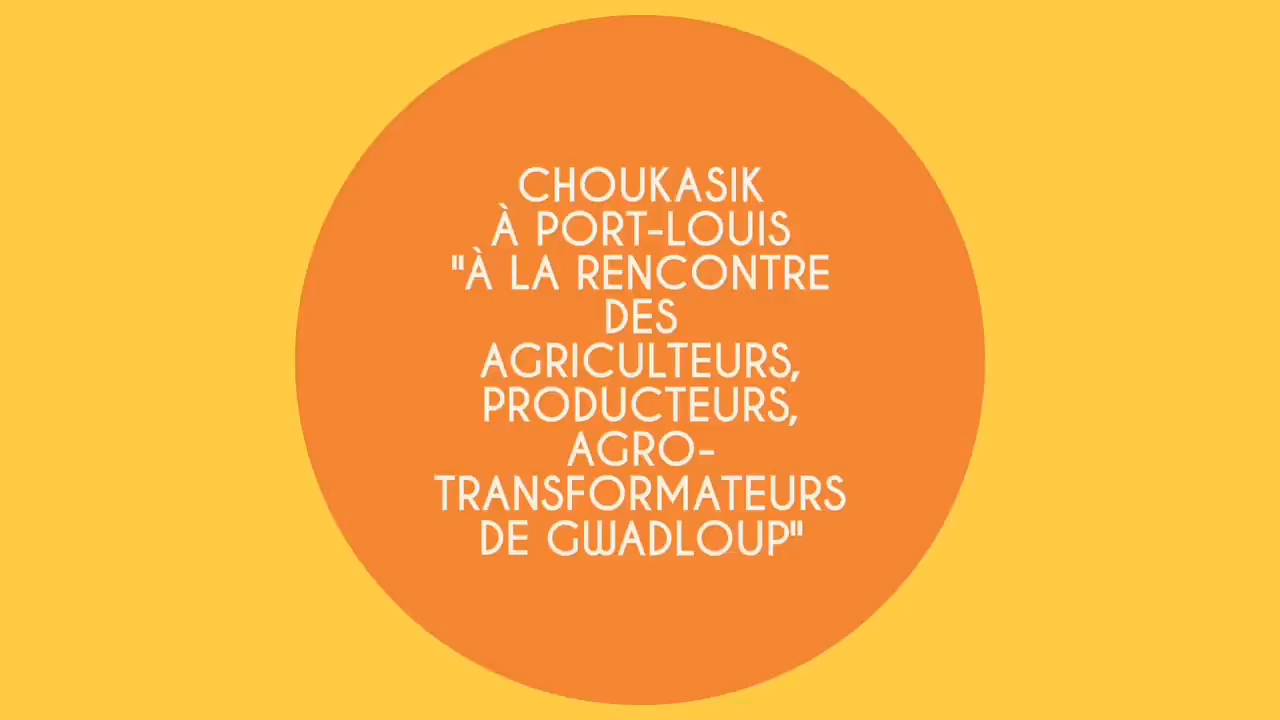 CHOUKASIK
À PORT-LOUIS
"À LA RENCONTRE
DES
AGRICULTEURS,
PRODUCTEURS,
AGRO-
TRANSFORMATEURS
DE GWADLOUP"